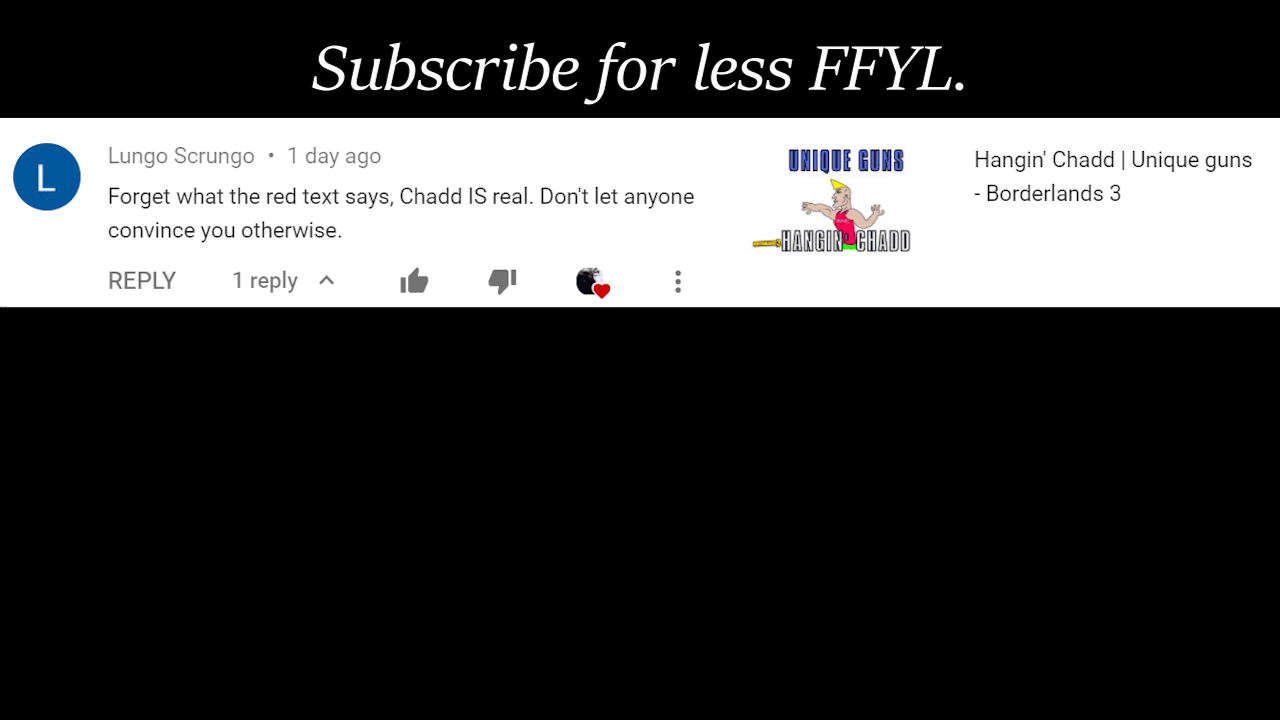 Subscribe for less FFYL.
L
Lungo Scrungo • 1 day ago
Forget what the red text says, Chadd IS real. Don't let anyone
convince you otherwise.
REPLY 1 reply
UNIQUE GUNS
HANGIN' CHADD
Hangin' Chadd | Unique guns
- Borderlands 3